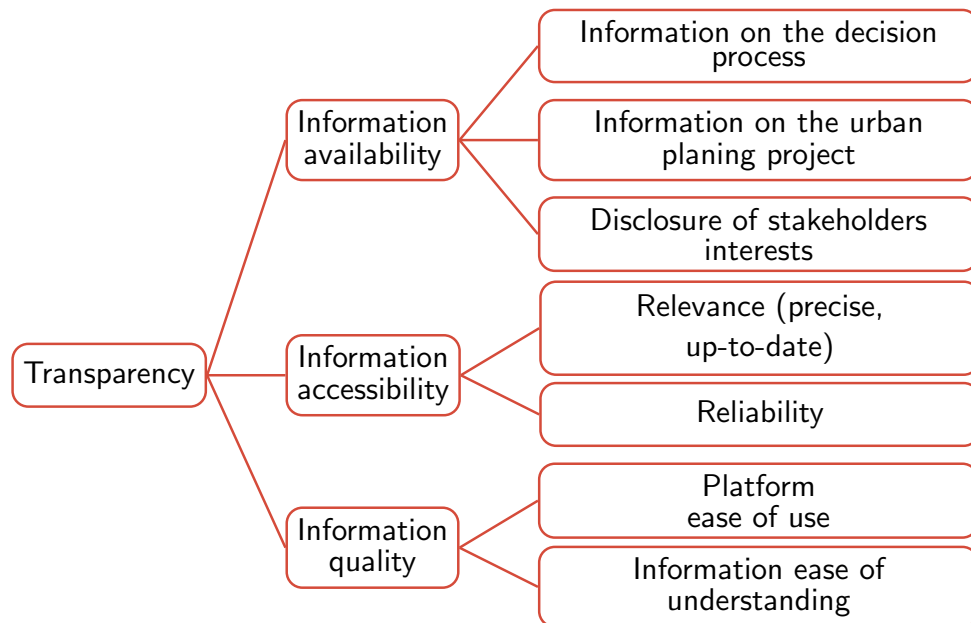 Transparency
Information
availability
Information on the decision
process
Information on the urban
planing project
Disclosure of stakeholders
interests
Information
accessibility
Relevance (precise,
up-to-date)
Reliability
Information
quality
Platform
ease of use
Information ease of
understanding